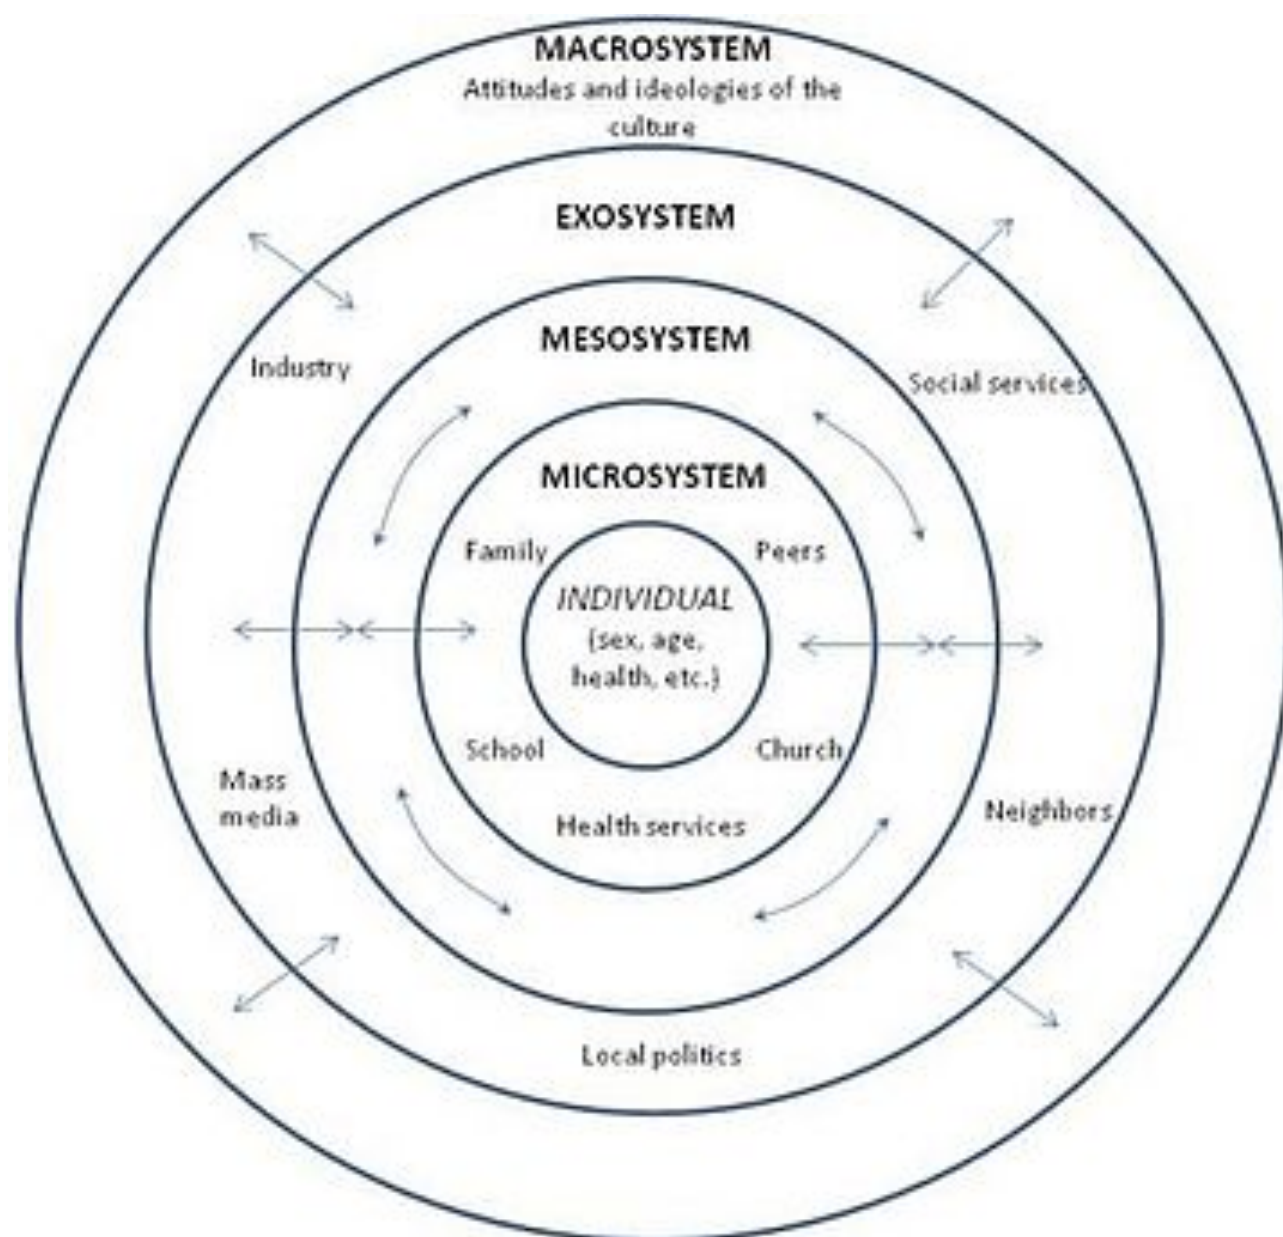 MACROSYSTEM
Attitudes and ideologies of the
culture
EXOSYSTEM
MESOSYSTEM
Industry
Social services
MICROSYSTEM
Family
Peers
INDIVIDUAL
(sex, age,
health, etc.)
School
Church
Mass
media
Neighbors
Health services
Local politics